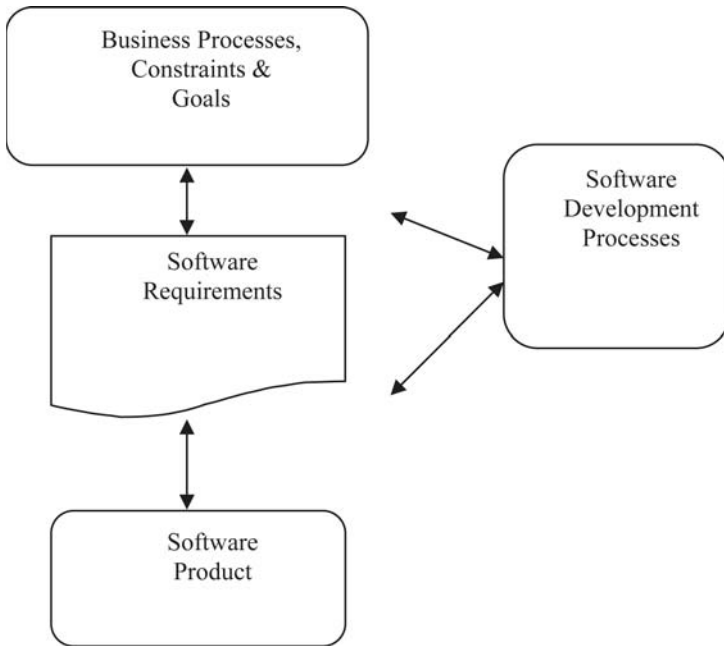 Business Processes,
Constraints &
Goals
Software
Development
Processes
Software
Requirements
Software
Product